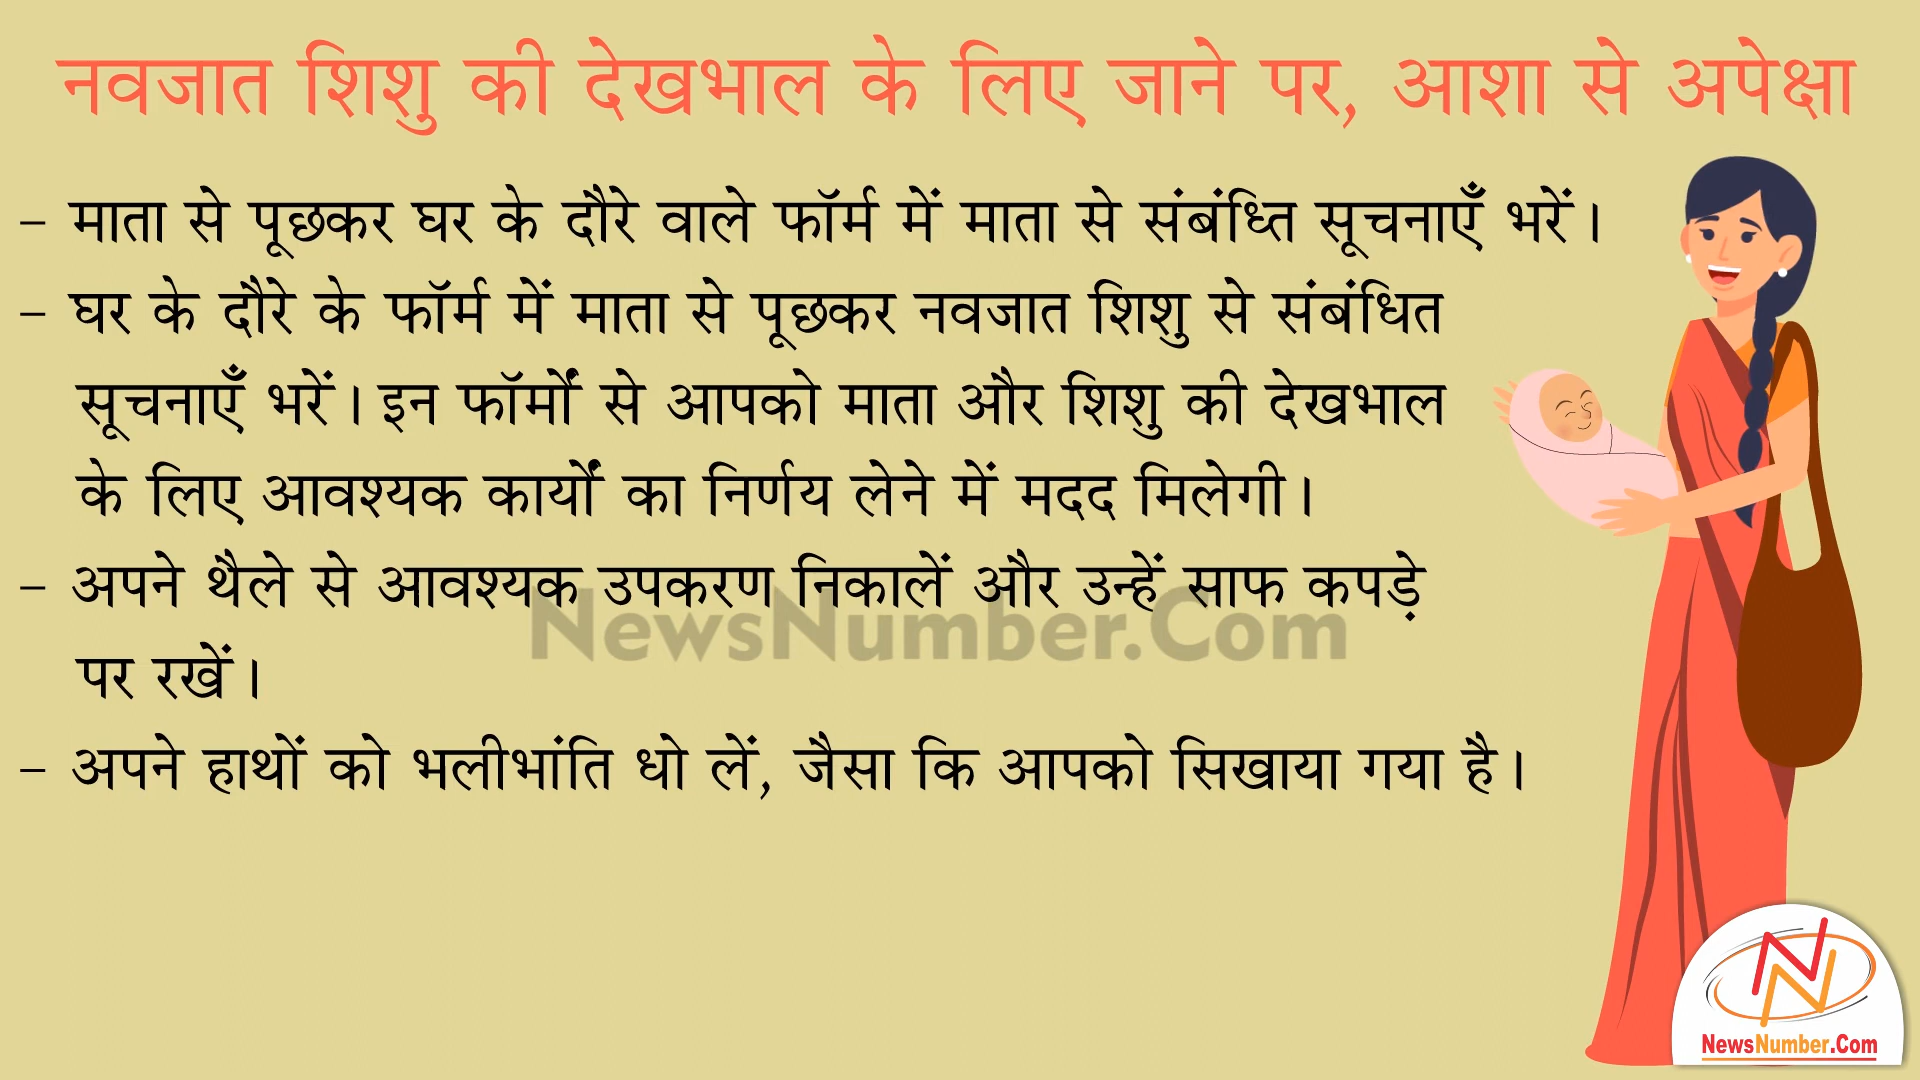 नवजात शिशु की देखभाल के लिए जाने पर, आशा से अपेक्षा
– माता से पूछकर घर के दौरे वाले फॉर्म में माता से संबंध्ति सूचनाएँ भरें।
– घर के दौरे के फॉर्म में माता से पूछकर नवजात शिशु से संबंधित
सूचनाएँ भरें। इन फॉर्मों से आपको माता और शिशु की देखभाल
के लिए आवश्यक कार्यों का निर्णय लेने में मदद मिलेगी।
– अपने थैले से आवश्यक उपकरण निकालें और उन्हें साफ कपड़े
NewsNumber.Com
पर रखें।
– अपने हाथों को भलीभांति धो लें, जैसा कि आपको सिखाया गया है।
NN
NewsNumber.Com